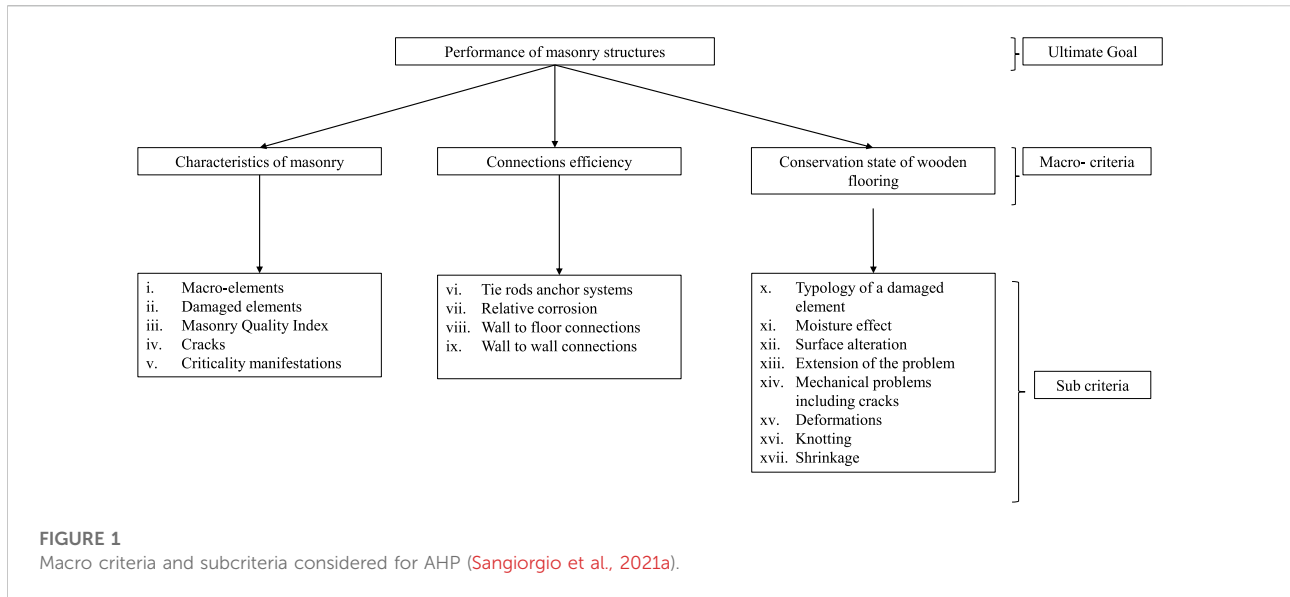 Performance of masonry structures
Ultimate Goal
Characteristics of masonry
Connections efficiency
Conservation state of wooden
flooring
Macro- criteria
i. Macro-elements
ii. Damaged elements
iii. Masonry Quality Index
iv. Cracks
v. Criticality manifestations
vi. Tie rods anchor systems
vii. Relative corrosion
viii. Wall to floor connections
ix. Wall to wall connections
x. Typology of a damaged
element
xi. Moisture effect
xii. Surface alteration
xiii. Extension of the problem
xiv. Mechanical problems
including cracks
xv. Deformations
xvi. Knotting
xvii. Shrinkage
Sub criteria
FIGURE 1
Macro criteria and subcriteria considered for AHP (Sangiorgio et al., 2021a).